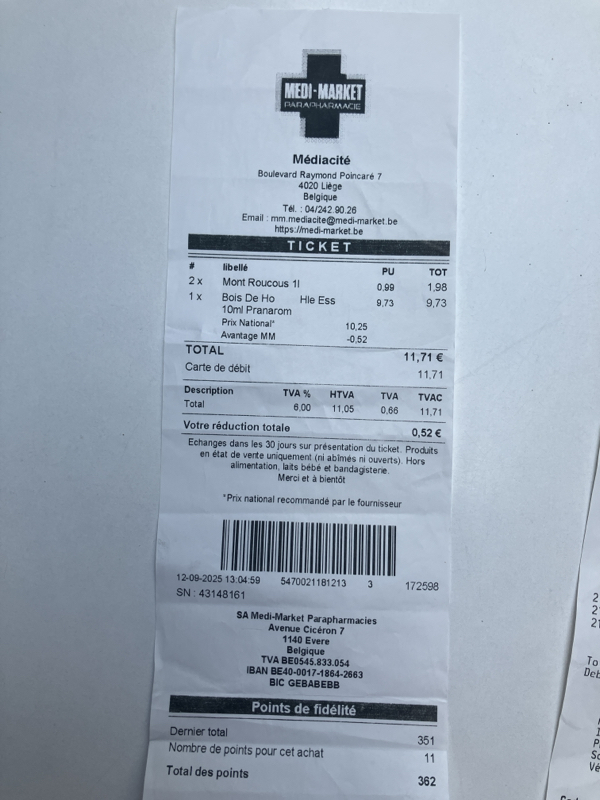 MEDI-MARKET
PARAPHARMACIE
Médiacité
Boulevard Raymond Poincaré 7
4020 Liège
Belgique
Tél. : 04/242.90.26
Email : mm.mediacite@medi-market.be
https://medi-market.be
TICKET
# libellé PU TOT
2 x Mont Roucous 1l 0,99 1,98
1 x Bois De Ho Hle Ess 9,73 9,73
10ml Pranarom
Prix National* 10,25
Avantage MM -0,52
TOTAL 11,71 €
Carte de débit 11,71
Description TVA % HTVA TVA TVAC
Total 6,00 11,05 0,66 11,71
Votre réduction totale 0,52 €
Echanges dans les 30 jours sur présentation du ticket. Produits
en état de vente uniquement (ni abîmés ni ouverts). Hors
alimentation, laits bébé et bandagisterie.
Merci et à bientôt
*Prix national recommandé par le fournisseur
12-09-2025 13:04:59 5470021181213 3 172598
SN : 43148161
SA Medi-Market Parapharmacies
Avenue Cicéron 7
1140 Evere
Belgique
TVA BE0545.833.054
IBAN BE40-0017-1864-2663
BIC GEBABEBB
Points de fidélité
Dernier total 351
Nombre de points pour cet achat 11
Total des points 362
2
2
21
To
Deb